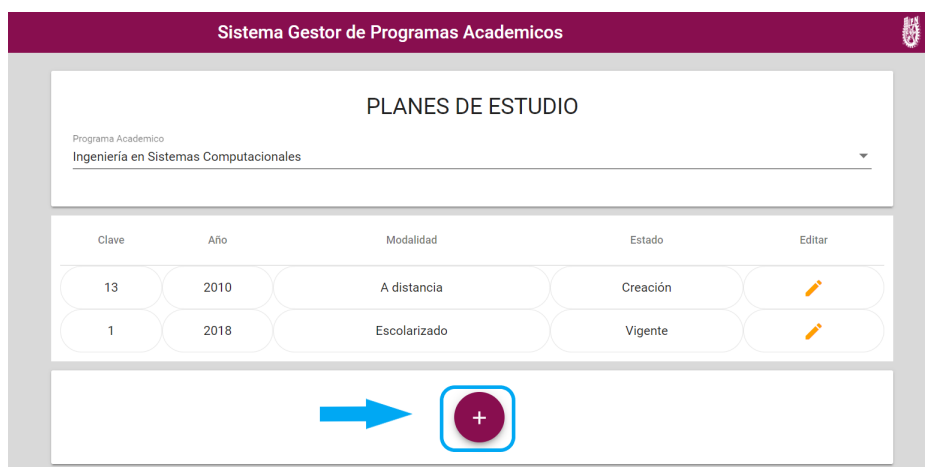 Sistema Gestor de Programas Academicos
PLANES DE ESTUDIO
Programa Academico
Ingeniería en Sistemas Computacionales
Clave Año Modalidad Estado Editar
13 2010 A distancia Creación
1 2018 Escolarizado Vigente
+